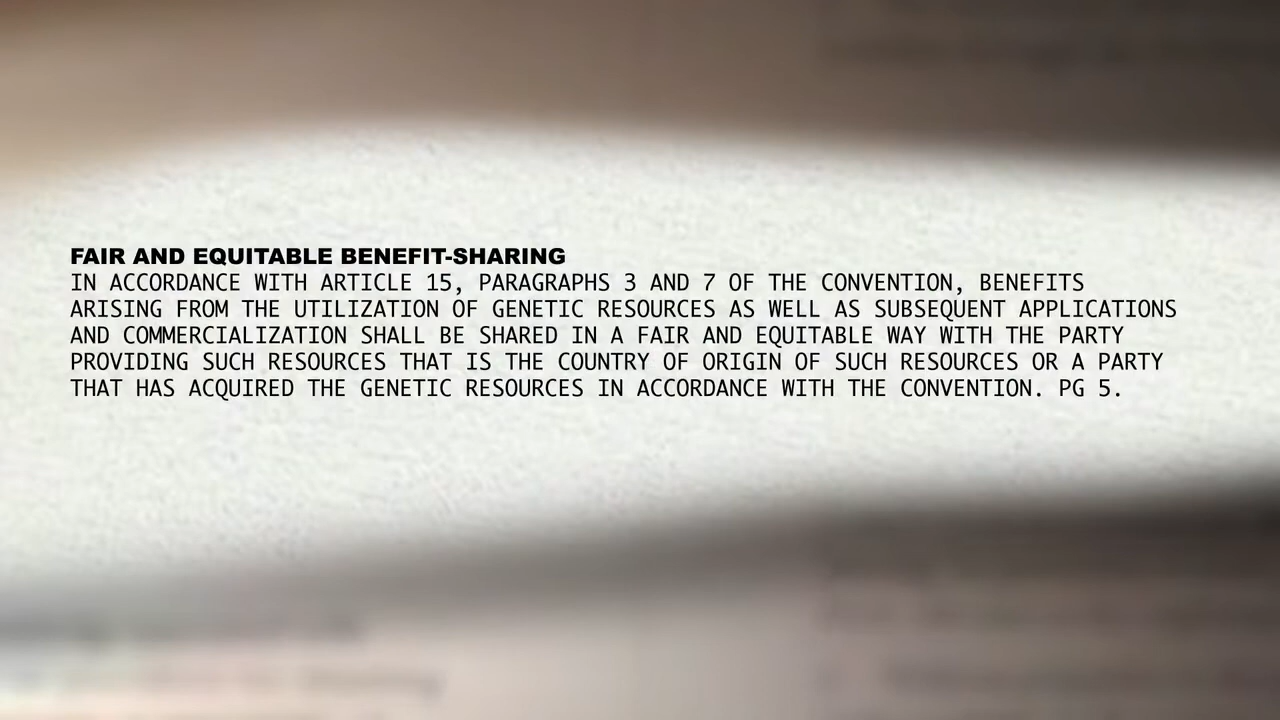 FAIR AND EQUITABLE BENEFIT-SHARING
IN ACCORDANCE WITH ARTICLE 15, PARAGRAPHS 3 AND 7 OF THE CONVENTION, BENEFITS
ARISING FROM THE UTILIZATION OF GENETIC RESOURCES AS WELL AS SUBSEQUENT APPLICATIONS
AND COMMERCIALIZATION SHALL BE SHARED IN A FAIR AND EQUITABLE WAY WITH THE PARTY
PROVIDING SUCH RESOURCES THAT IS THE COUNTRY OF ORIGIN OF SUCH RESOURCES OR A PARTY
THAT HAS ACQUIRED THE GENETIC RESOURCES IN ACCORDANCE WITH THE CONVENTION. PG 5.